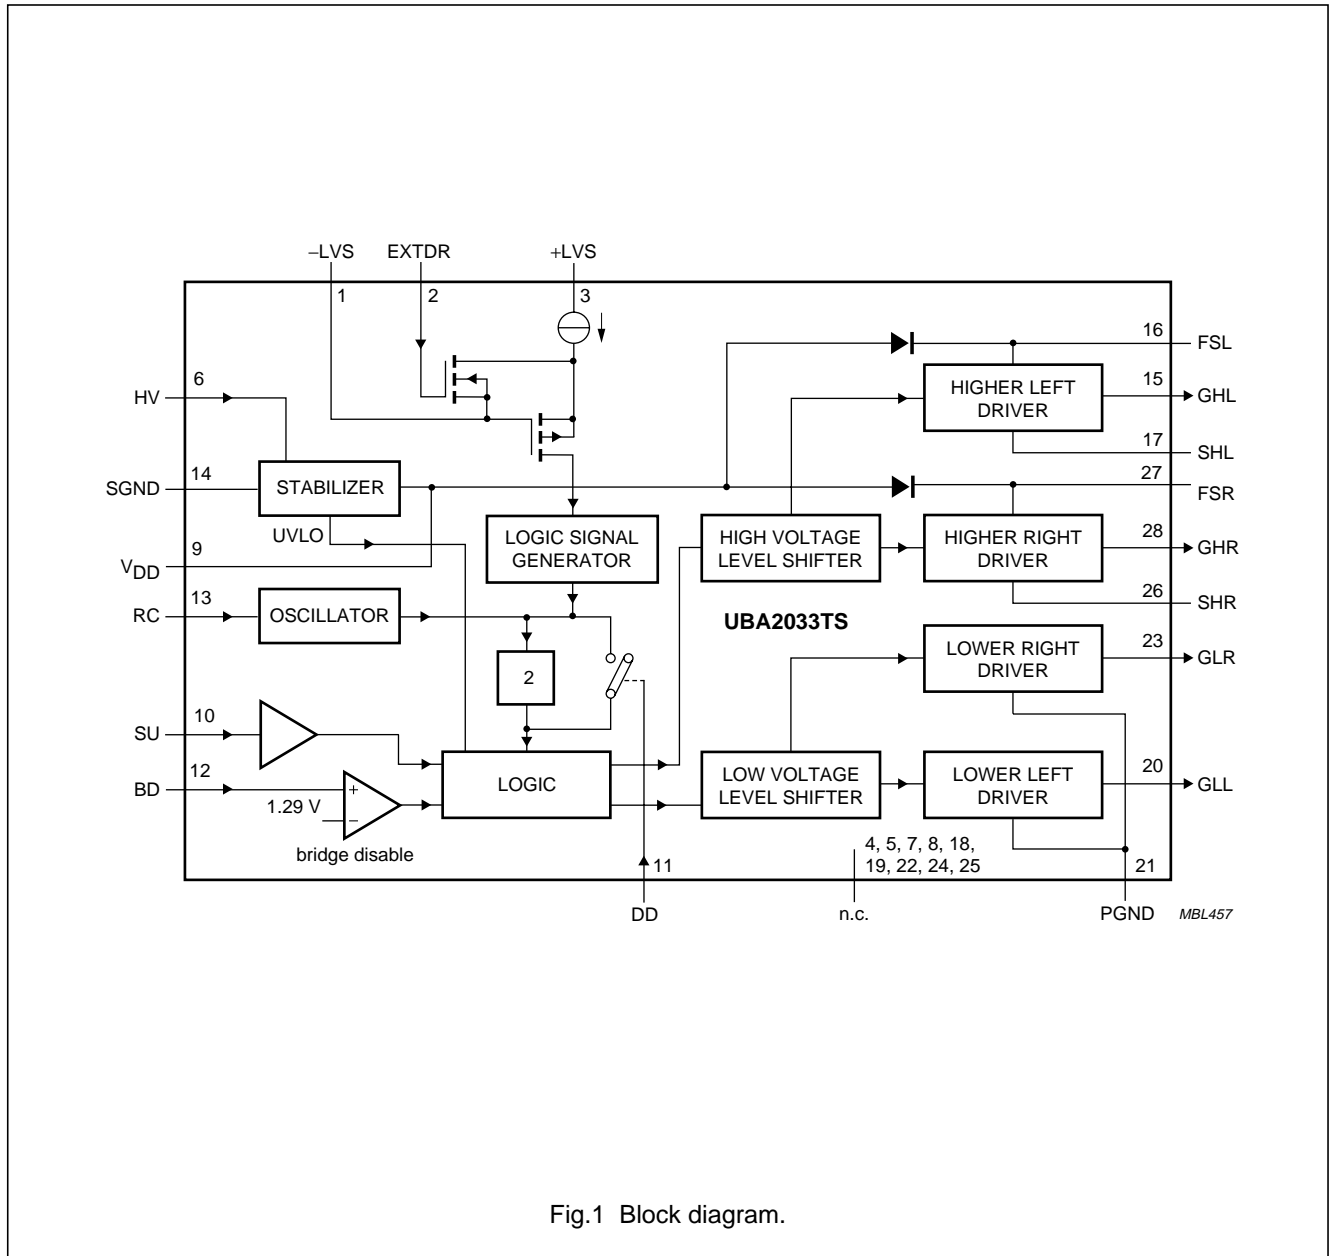 −LVS
EXTDR
+LVS
1
2
3
16
FSL
6
HV
HIGHER LEFT
DRIVER
15
GHL
17
SHL
14
SGND
STABILIZER
27
FSR
UVLO
LOGIC SIGNAL
GENERATOR
HIGH VOLTAGE
LEVEL SHIFTER
HIGHER RIGHT
DRIVER
28
GHR
9
VDD
13
RC
OSCILLATOR
26
SHR
UBA2033TS
LOWER RIGHT
DRIVER
23
GLR
2
10
SU
12
BD
1.29 V
+
−
bridge disable
LOGIC
LOW VOLTAGE
LEVEL SHIFTER
LOWER LEFT
DRIVER
20
GLL
4, 5, 7, 8, 18,
19, 22, 24, 25
11
21
DD
n.c.
PGND
MBL457
Fig.1 Block diagram.